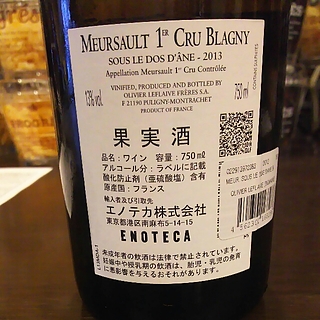 MEURSAULT 1ER CRU BLAGNY
SOUS LE DOS D'ÂNE - 2013
Appellation Meursault 1er Cru Contrôlée
VINIFIED, PRODUCED AND BOTTLED BY
OLIVIER LEFLAIVE FRÈRES S.A.
F 21190 PULIGNY-MONTRACHET
PRODUCT OF FRANCE
13% vol
750 ml
CONTAINS SULPHITES
果実酒
品名：ワイン 容量：750㎖
アルコール分：ラベルに記載
酸化防止剤（亜硫酸塩）含有
原産国：フランス
輸入者及び引取先
エノテカ株式会社
東京都港区南麻布5-14-15
ENOTECA
未成年者の飲酒は法律で禁止されています。
妊娠中や授乳期の飲酒は、胎児・乳児の発育
に悪影響を与えるおそれがあります。
OLIVIER LEFLAIVE